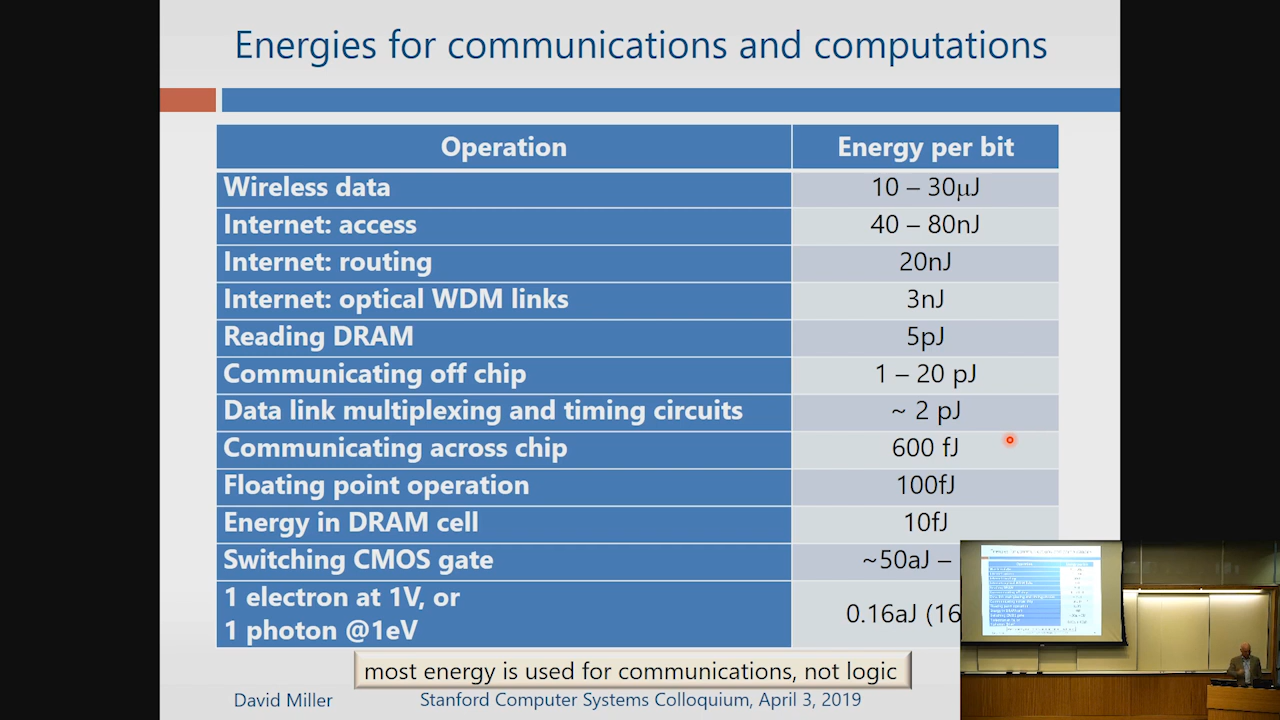 Energies for communications and computations
Operation Energy per bit
Wireless data 10 – 30μJ
Internet: access 40 – 80nJ
Internet: routing 20nJ
Internet: optical WDM links 3nJ
Reading DRAM 5pJ
Communicating off chip 1 – 20 pJ
Data link multiplexing and timing circuits ~ 2 pJ
Communicating across chip 600 fJ
Floating point operation 100fJ
Energy in DRAM cell 10fJ
Switching CMOS gate ~50aJ –
1 electron at 1V, or
1 photon @1eV 0.16aJ (16
most energy is used for communications, not logic
David Miller Stanford Computer Systems Colloquium, April 3, 2019